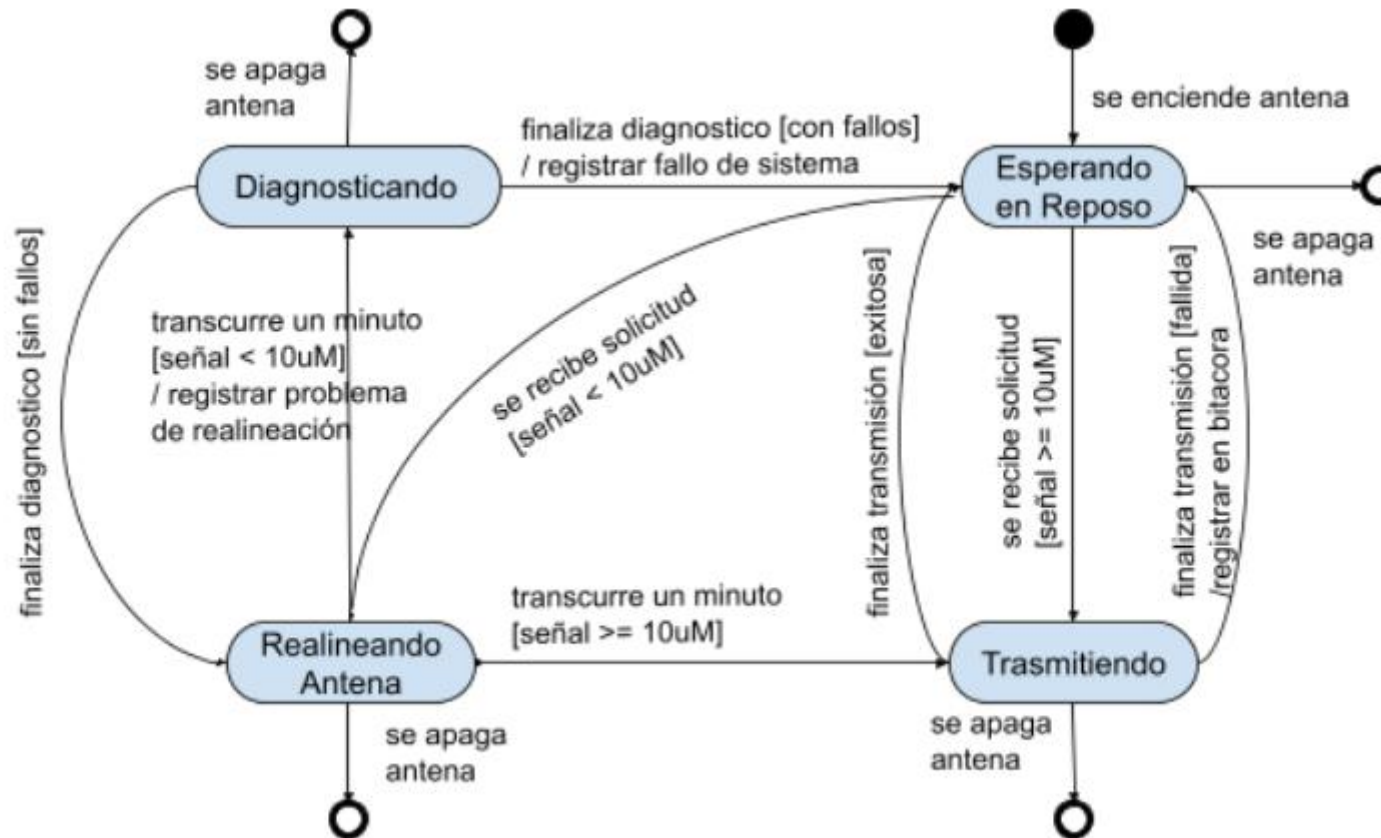 se apaga
antena
se enciende antena
finaliza diagnostico [con fallos]
/ registrar fallo de sistema
Diagnosticando
Esperando
en Reposo
se apaga
antena
finaliza diagnostico [sin fallos]
transcurre un minuto
[señal < 10uM]
/ registrar problema
de realineación
se recibe solicitud
[señal < 10uM]
finaliza transmisión [exitosa]
se recibe solicitud
[señal >= 10uM]
finaliza transmisión [fallida]
/registrar en bitacora
transcurre un minuto
[señal >= 10uM]
Realineando
Antena
Trasmitiendo
se apaga
antena
se apaga
antena